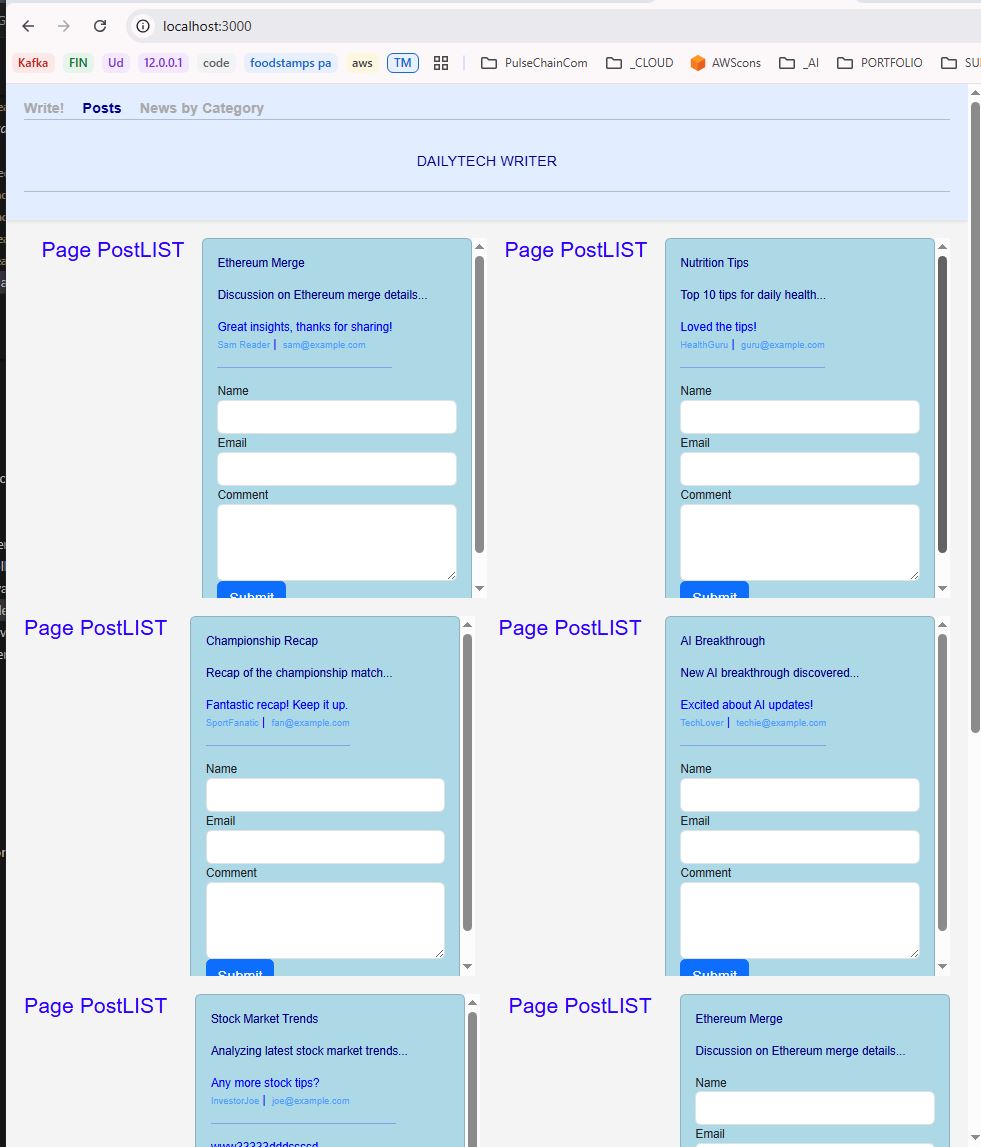 localhost:3000
Kafka FIN Ud 12.0.0.1 code foodstamps pa aws TM PulseChainCom _CLOUD AWScons _AI PORTFOLIO
Write! Posts News by Category
DAILYTECH WRITER
Page PostLIST
Ethereum Merge
Discussion on Ethereum merge details...
Great insights, thanks for sharing!
Sam Reader | sam@example.com
Name
Email
Comment
Submit
Page PostLIST
Nutrition Tips
Top 10 tips for daily health...
Loved the tips!
HealthGuru | guru@example.com
Name
Email
Comment
Submit
Page PostLIST
Championship Recap
Recap of the championship match...
Fantastic recap! Keep it up.
SportFanatic | fan@example.com
Name
Email
Comment
Submit
Page PostLIST
AI Breakthrough
New AI breakthrough discovered...
Excited about AI updates!
TechLover | techie@example.com
Name
Email
Comment
Submit
Page PostLIST
Stock Market Trends
Analyzing latest stock market trends...
Any more stock tips?
InvestorJoe | joe@example.com
Page PostLIST
Ethereum Merge
Discussion on Ethereum merge details...
Name
Email